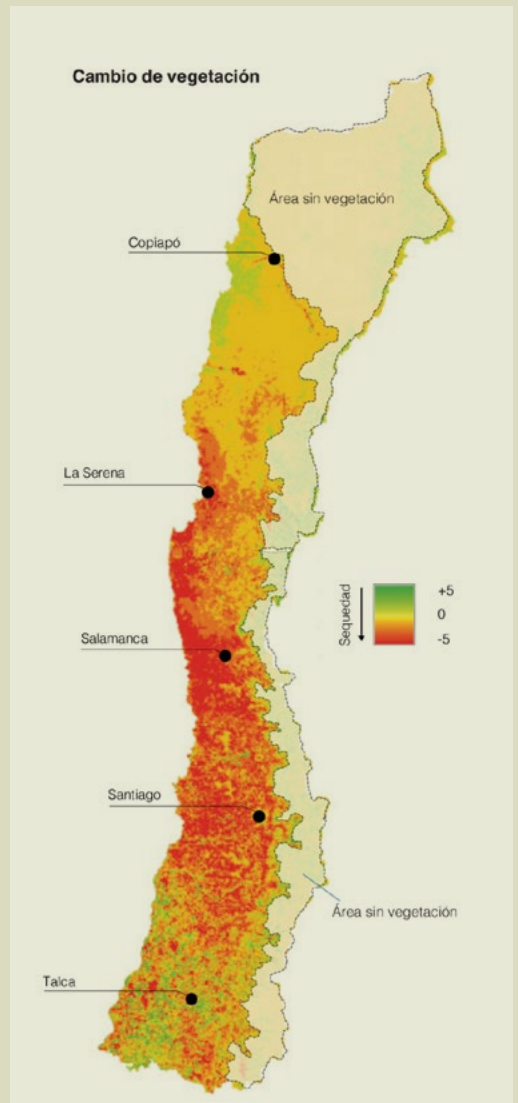 Cambio de vegetación
Área sin vegetación
Copiapó
La Serena
Salamanca
Sequedad
+5
0
-5
Santiago
Área sin vegetación
Talca